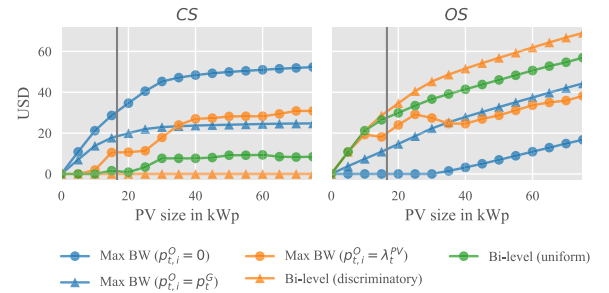 CS OS
USD
60
40
20
0
0 20 40 60 0 20 40 60
PV size in kWp PV size in kWp
Max BW (p^O_{t,i} = 0) Max BW (p^O_{t,i} = λ_t^{PV}) Bi-level (uniform)
Max BW (p^O_{t,i} = p_t^G) Bi-level (discriminatory)